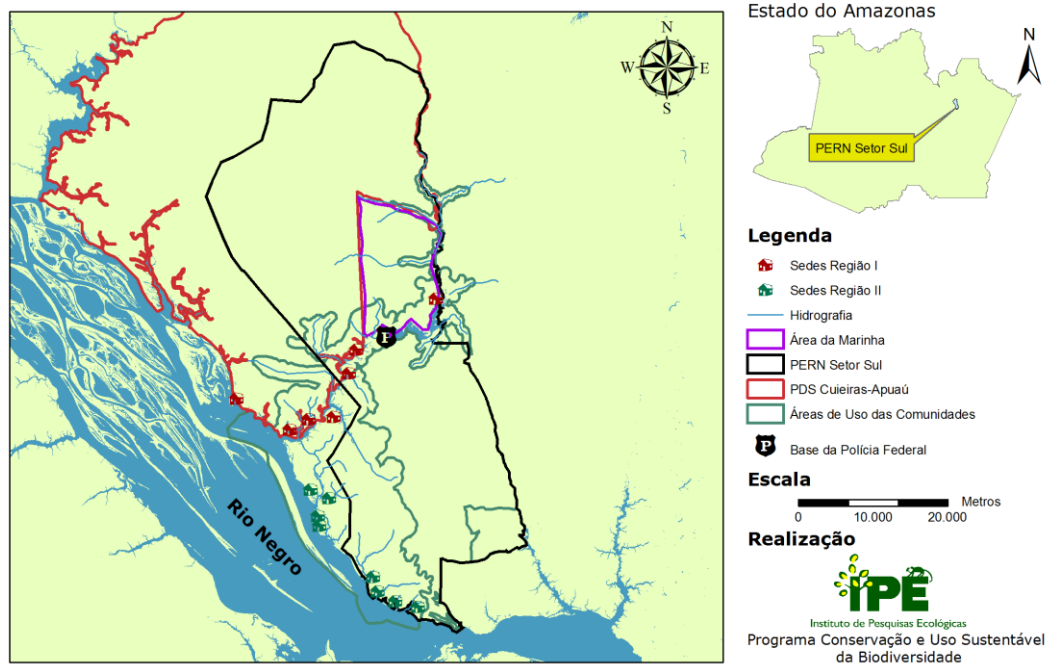 N
W
E
S
P
Rio Negro
Estado do Amazonas
N
PERN Setor Sul
Legenda
Sedes Região I
Sedes Região II
Hidrografia
Área da Marinha
PERN Setor Sul
PDS Cuieiras-Apuaú
Áreas de Uso das Comunidades
P
Base da Polícia Federal
Escala
Metros
0 10.000 20.000
Realização
IPÊ
Instituto de Pesquisas Ecológicas
Programa Conservação e Uso Sustentável
da Biodiversidade